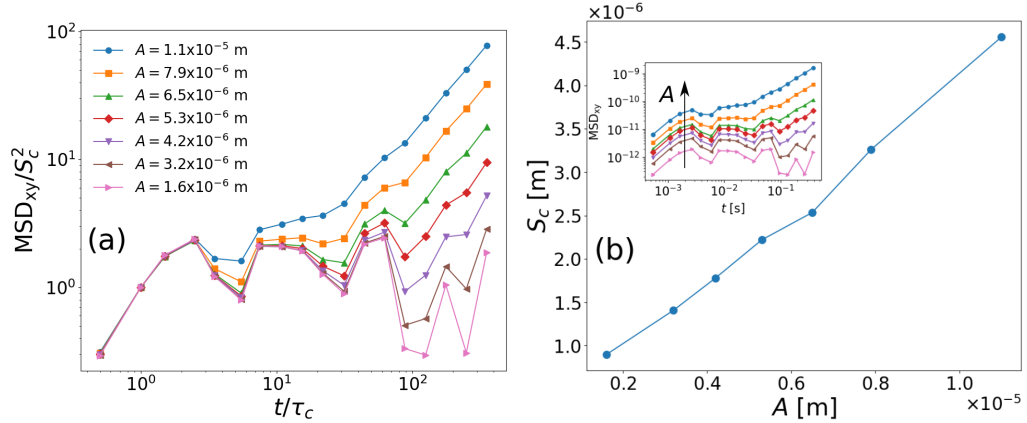 10²
10¹
10⁰
MSDxy/S_c²
(a)
A = 1.1x10⁻⁵ m
A = 7.9x10⁻⁶ m
A = 6.5x10⁻⁶ m
A = 5.3x10⁻⁶ m
A = 4.2x10⁻⁶ m
A = 3.2x10⁻⁶ m
A = 1.6x10⁻⁶ m
10⁰ 10¹ 10²
t/τ_c
×10⁻⁶
4.5
4.0
3.5
3.0
2.5
2.0
1.5
1.0
S_c [m]
(b)
10⁻⁹
10⁻¹⁰
10⁻¹¹
10⁻¹²
MSDxy
A
10⁻³ 10⁻² 10⁻¹
t [s]
0.2 0.4 0.6 0.8 1.0
×10⁻⁵
A [m]